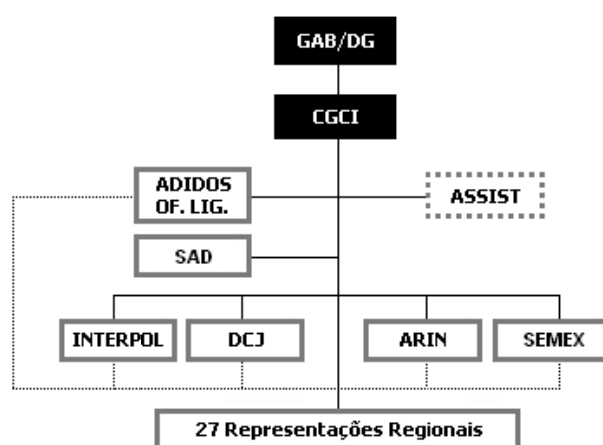 GAB/DG
CGCI
ADIDOS
OF. LIG.
ASSIST
SAD
INTERPOL
DCJ
ARIN
SEMEX
27 Representações Regionais